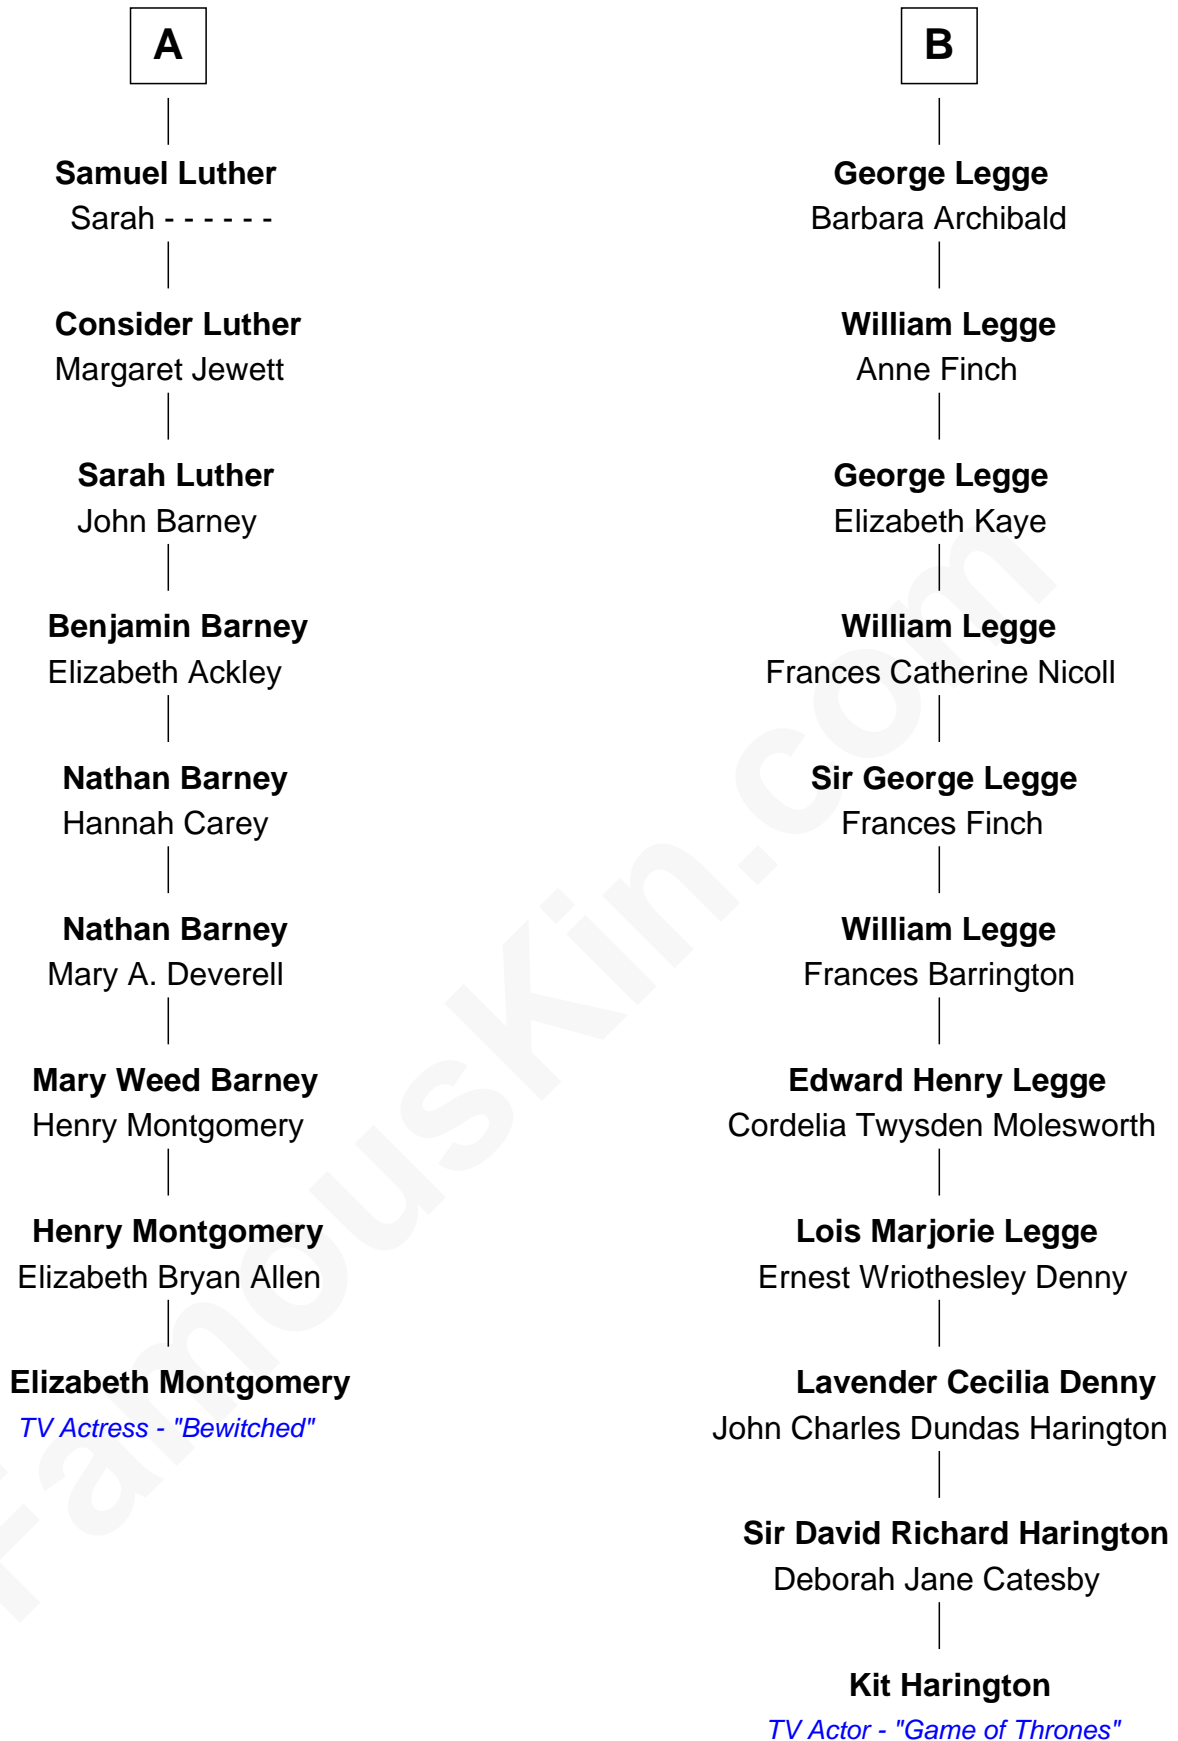 A
Samuel Luther
Sarah - - - - - -
Consider Luther
Margaret Jewett
Sarah Luther
John Barney
Benjamin Barney
Elizabeth Ackley
Nathan Barney
Hannah Carey
Nathan Barney
Mary A. Deverell
Mary Weed Barney
Henry Montgomery
Henry Montgomery
Elizabeth Bryan Allen
Elizabeth Montgomery
TV Actress - "Bewitched"
B
George Legge
Barbara Archibald
William Legge
Anne Finch
George Legge
Elizabeth Kaye
William Legge
Frances Catherine Nicoll
Sir George Legge
Frances Finch
William Legge
Frances Barrington
Edward Henry Legge
Cordelia Twysden Molesworth
Lois Marjorie Legge
Ernest Wriothesley Denny
Lavender Cecilia Denny
John Charles Dundas Harington
Sir David Richard Harington
Deborah Jane Catesby
Kit Harington
TV Actor - "Game of Thrones"
FamousKin.com